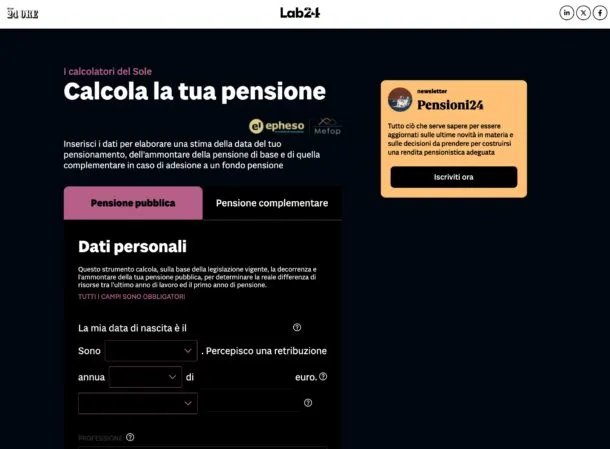 24 ORE
Lab24
I calcolatori del Sole
Calcola la tua pensione
el epheso
Mefop
Inserisci i dati per elaborare una stima della data del tuo
pensionamento, dell'ammontare della pensione di base e di quella
complementare in caso di adesione a un fondo pensione
newsletter
Pensioni24
Tutto ciò che serve sapere per essere
aggiornati sulle ultime novità in materia e
sulle decisioni da prendere per costruirsi
una rendita pensionistica adeguata
Iscriviti ora
Pensione pubblica
Pensione complementare
Dati personali
Questo strumento calcola, sulla base della legislazione vigente, la decorrenza e
l'ammontare della tua pensione pubblica, per determinare la reale differenza di
risorse tra l'ultimo anno di lavoro ed il primo anno di pensione.
TUTTI I CAMPI SONO OBBLIGATORI
La mia data di nascita è il
Sono . Percepisco una retribuzione
annua di euro.
PROFESSIONE